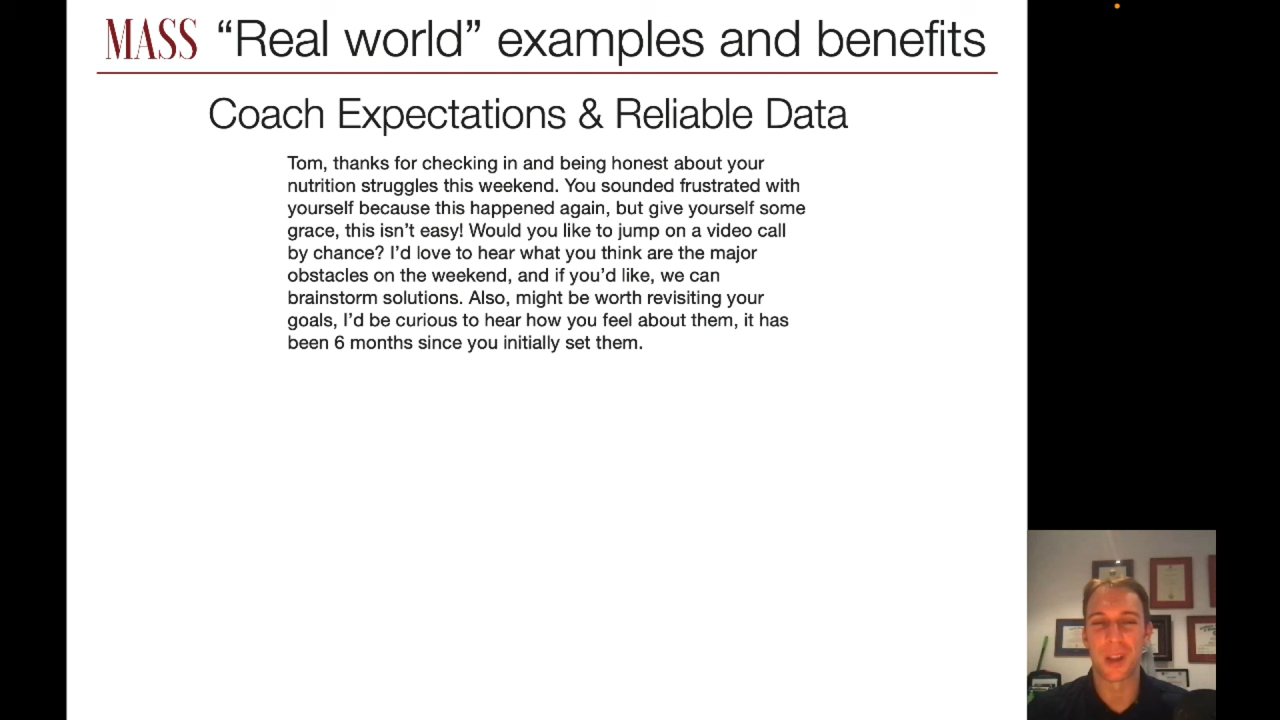 MASS “Real world” examples and benefits
Coach Expectations & Reliable Data
Tom, thanks for checking in and being honest about your
nutrition struggles this weekend. You sounded frustrated with
yourself because this happened again, but give yourself some
grace, this isn’t easy! Would you like to jump on a video call
by chance? I’d love to hear what you think are the major
obstacles on the weekend, and if you’d like, we can
brainstorm solutions. Also, might be worth revisiting your
goals, I’d be curious to hear how you feel about them, it has
been 6 months since you initially set them.